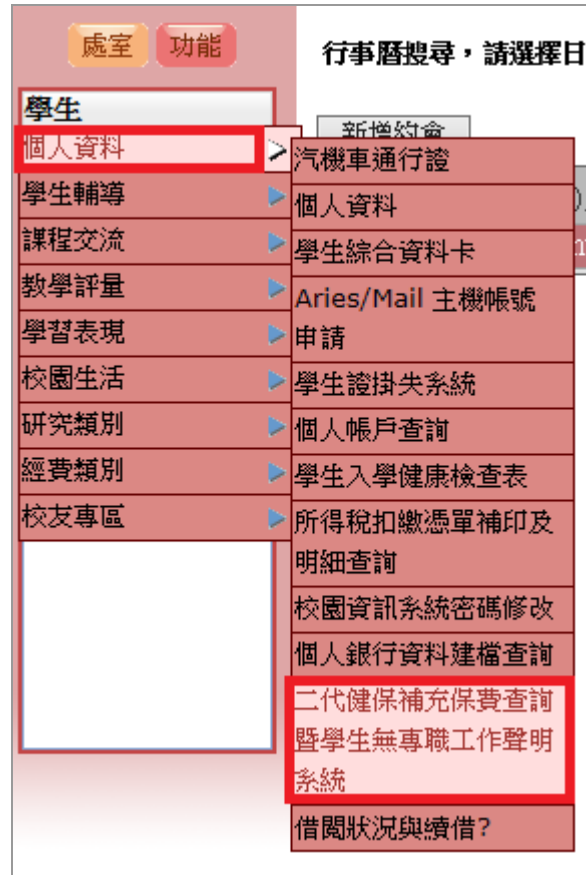 處室 功能
行事曆搜尋，請選擇日
學生
新增約會
個人資料
學生輔導
課程交流
教學評量
學習表現
校園生活
研究類別
經費類別
校友專區
汽機車通行證
個人資料
學生綜合資料卡
Aries/Mail 主機帳號
申請
學生證掛失系統
個人帳戶查詢
學生入學健康檢查表
所得稅扣繳憑單補印及
明細查詢
校園資訊系統密碼修改
個人銀行資料建檔查詢
二代健保補充保費查詢
暨學生無專職工作聲明
系統
借閱狀況與續借?